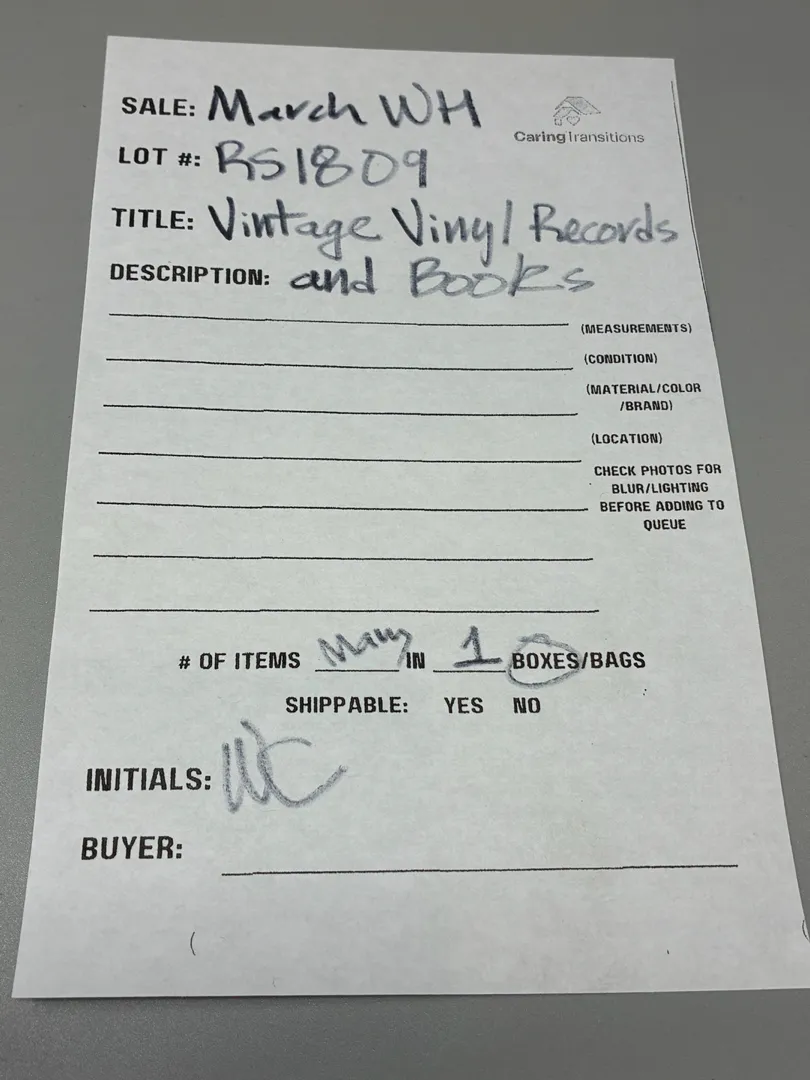 SALE: March WH
CaringTransitions
LOT #: RS1809
TITLE: Vintage Vinyl Records
DESCRIPTION: and Books
(MEASUREMENTS)
(CONDITION)
(MATERIAL/COLOR
/BRAND)
(LOCATION)
CHECK PHOTOS FOR
BLUR/LIGHTING
BEFORE ADDING TO
QUEUE
# OF ITEMS Many IN 1 BOXES/BAGS
SHIPPABLE: YES NO
INITIALS: WC
BUYER: